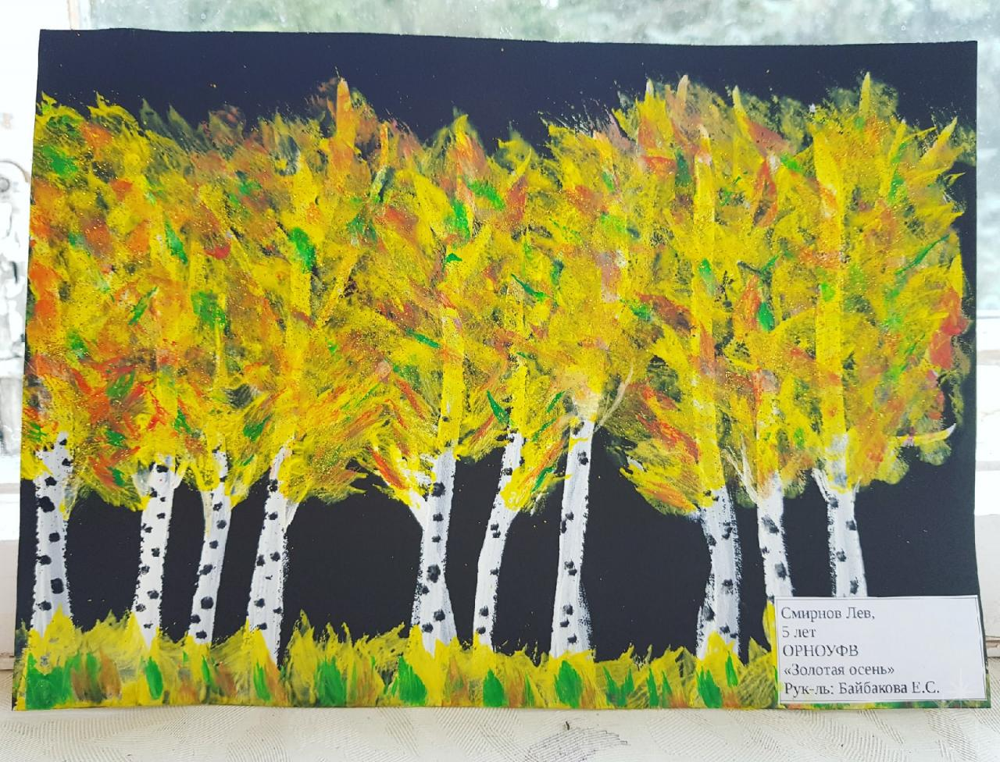 Смирнов Лев,
5 лет
ОРНОУФВ
«Золотая осень»
Рук-ль: Байбакова Е.С.